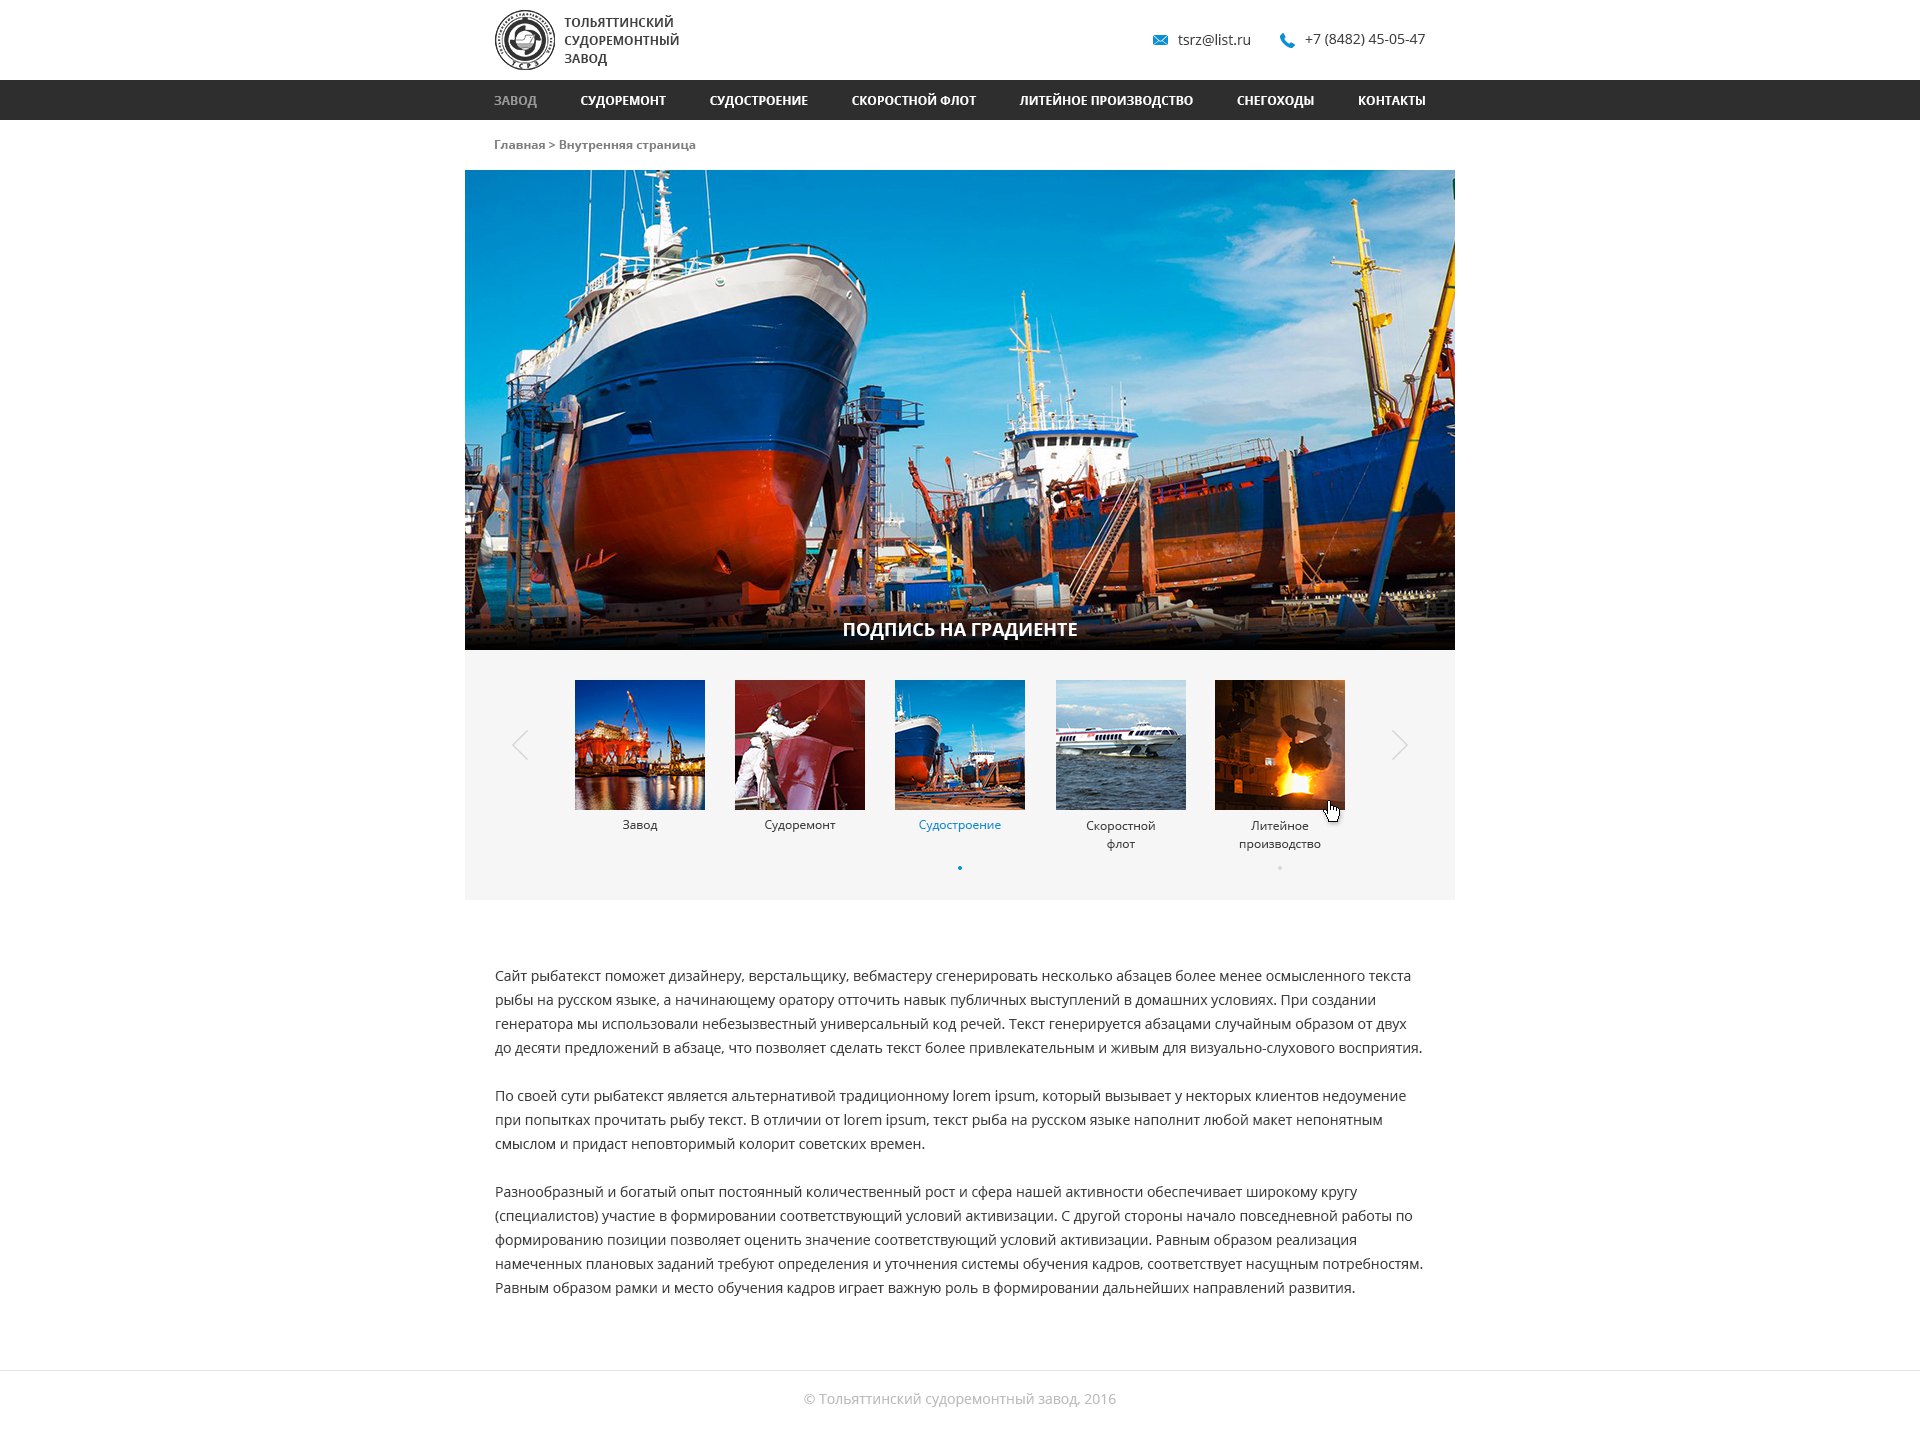 ТОЛЬЯТТИНСКИЙ
СУДОРЕМОНТНЫЙ
ЗАВОД
ТСРЗ
tsrz@list.ru
+7 (8482) 45-05-47
ЗАВОД СУДОРЕМОНТ СУДОСТРОЕНИЕ СКОРОСТНОЙ ФЛОТ ЛИТЕЙНОЕ ПРОИЗВОДСТВО СНЕГОХОДЫ КОНТАКТЫ
Главная > Внутренняя страница
ПОДПИСЬ НА ГРАДИЕНТЕ
Завод
Судоремонт
Судостроение
Скоростной
флот
Литейное
производство
Сайт рыбатекст поможет дизайнеру, верстальщику, вебмастеру сгенерировать несколько абзацев более менее осмысленного текста
рыбы на русском языке, а начинающему оратору отточить навык публичных выступлений в домашних условиях. При создании
генератора мы использовали небезызвестный универсальный код речей. Текст генерируется абзацами случайным образом от двух
до десяти предложений в абзаце, что позволяет сделать текст более привлекательным и живым для визуально-слухового восприятия.
По своей сути рыбатекст является альтернативой традиционному lorem ipsum, который вызывает у некторых клиентов недоумение
при попытках прочитать рыбу текст. В отличии от lorem ipsum, текст рыба на русском языке наполнит любой макет непонятным
смыслом и придаст неповторимый колорит советских времен.
Разнообразный и богатый опыт постоянный количественный рост и сфера нашей активности обеспечивает широкому кругу
(специалистов) участие в формировании соответствующий условий активизации. С другой стороны начало повседневной работы по
формированию позиции позволяет оценить значение соответствующий условий активизации. Равным образом реализация
намеченных плановых заданий требуют определения и уточнения системы обучения кадров, соответствует насущным потребностям.
Равным образом рамки и место обучения кадров играет важную роль в формировании дальнейших направлений развития.
© Тольяттинский судоремонтный завод, 2016